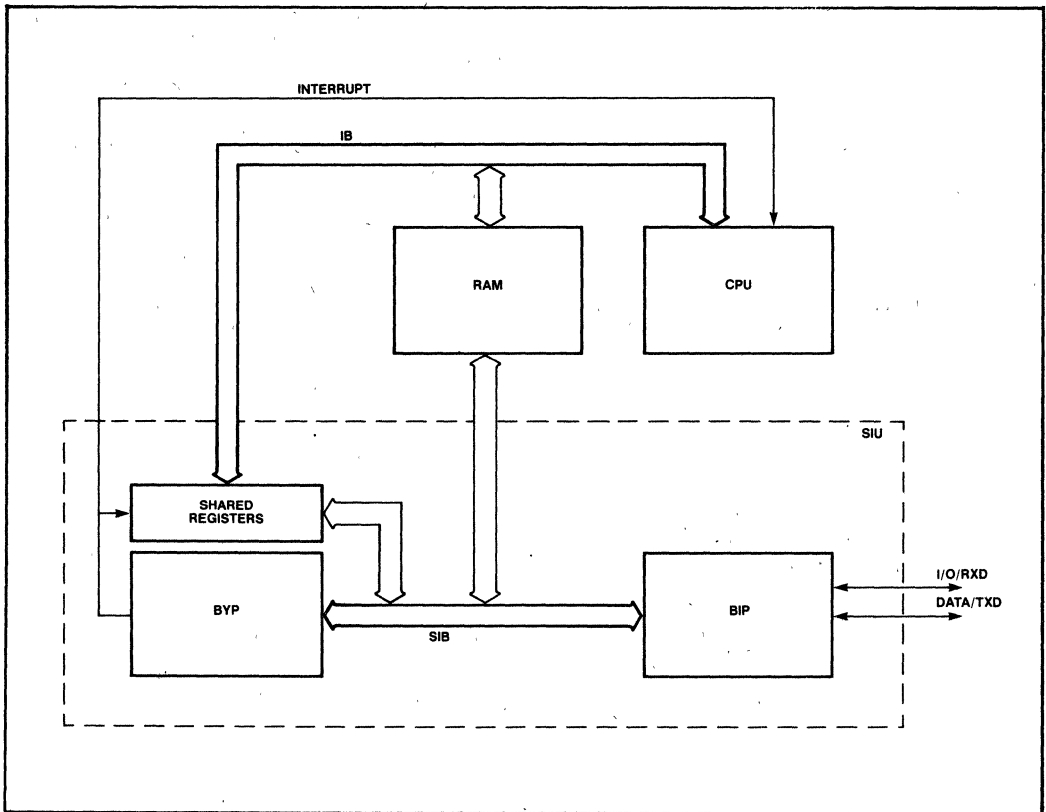 INTERRUPT
IB
RAM
CPU
SIU
SHARED
REGISTERS
BYP
SIB
BIP
I/O/RXD
DATA/TXD